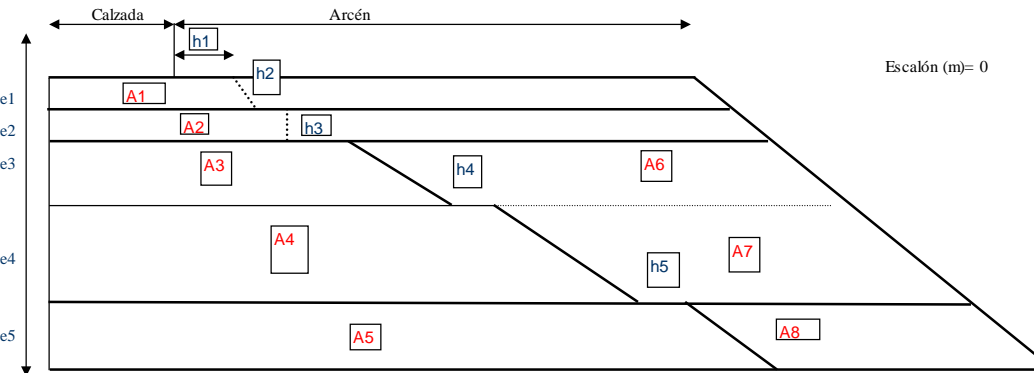 Calzada Arcén
h1
h2
Escalón (m)= 0
e1 A1
e2 A2 h3
e3 A3 h4 A6
e4 A4 h5 A7
e5 A5 A8